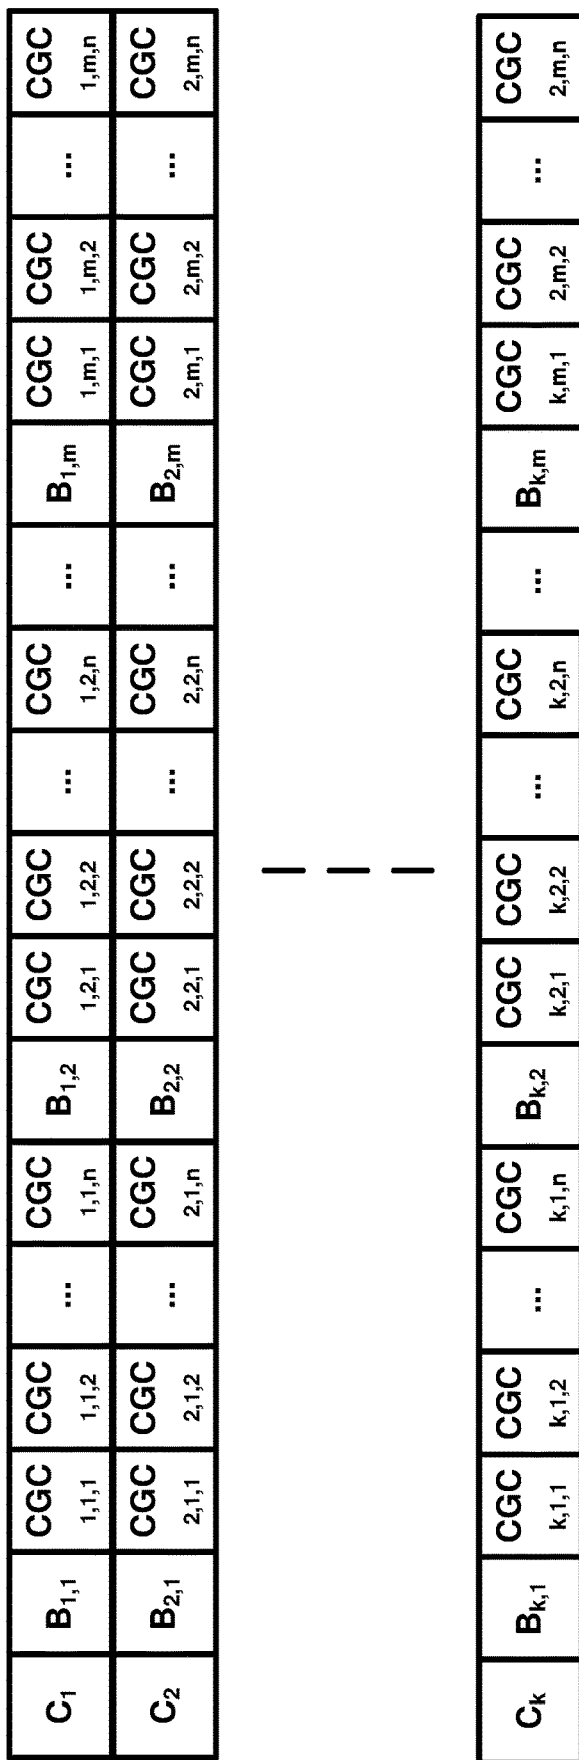 C1 B1,1 CGC 1,1,1 CGC 1,1,2 ... CGC 1,1,n B1,2 CGC 1,2,1 CGC 1,2,2 ... CGC 1,2,n ... B1,m CGC 1,m,1 CGC 1,m,2 ... CGC 1,m,n
C2 B2,1 CGC 2,1,1 CGC 2,1,2 ... CGC 2,1,n B2,2 CGC 2,2,1 CGC 2,2,2 ... CGC 2,2,n ... B2,m CGC 2,m,1 CGC 2,m,2 ... CGC 2,m,n
Ck Bk,1 CGC k,1,1 CGC k,1,2 ... CGC k,1,n Bk,2 CGC k,2,1 CGC k,2,2 ... CGC k,2,n ... Bk,m CGC k,m,1 CGC 2,m,2 ... CGC 2,m,n